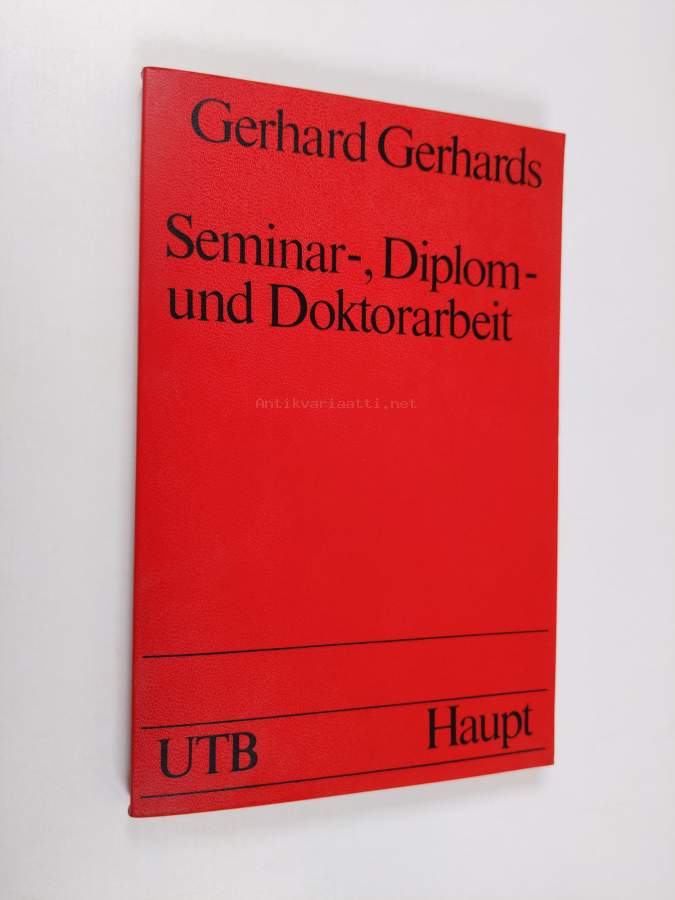 Gerhard Gerhards
Seminar-, Diplom-
und Doktorarbeit
Antikvariaatti.net
UTB Haupt